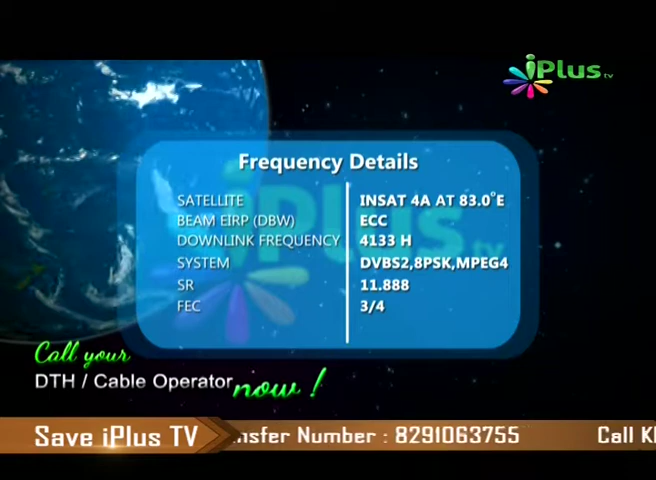 iPlus tv
Frequency Details
SATELLITE INSAT 4A AT 83.0°E
BEAM EIRP (DBW) ECC
DOWNLINK FREQUENCY 4133 H
SYSTEM DVBS2,8PSK,MPEG4
SR 11.888
FEC 3/4
iPlus tv
Call your
DTH / Cable Operator now !
Save iPlus TV nsfer Number : 8291063755 Call